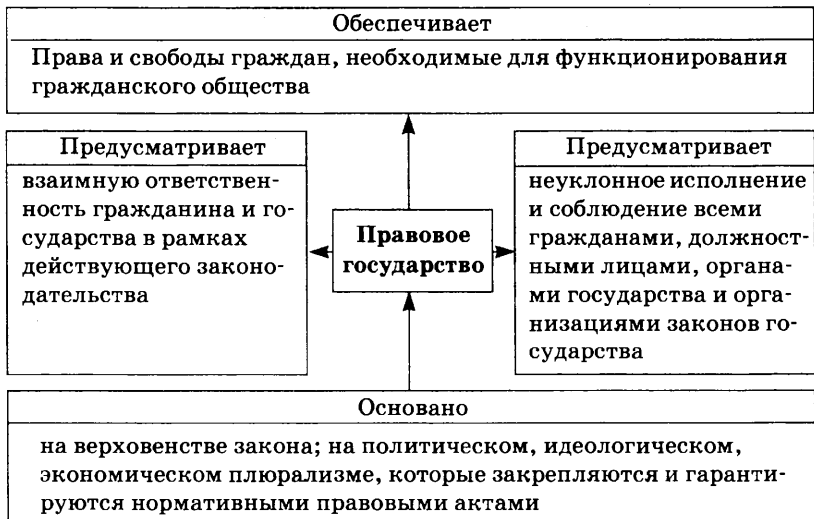 Обеспечивает
Права и свободы граждан, необходимые для функционирования
гражданского общества
Предусматривает
взаимную ответствен-
ность гражданина и го-
сударства в рамках
действующего законо-
дательства
Правовое
государство
Предусматривает
неуклонное исполнение
и соблюдение всеми
гражданами, должност-
ными лицами, органа-
ми государства и орга-
низациями законов го-
сударства
Основано
на верховенстве закона; на политическом, идеологическом,
экономическом плюрализме, которые закрепляются и гаранти-
руются нормативными правовыми актами